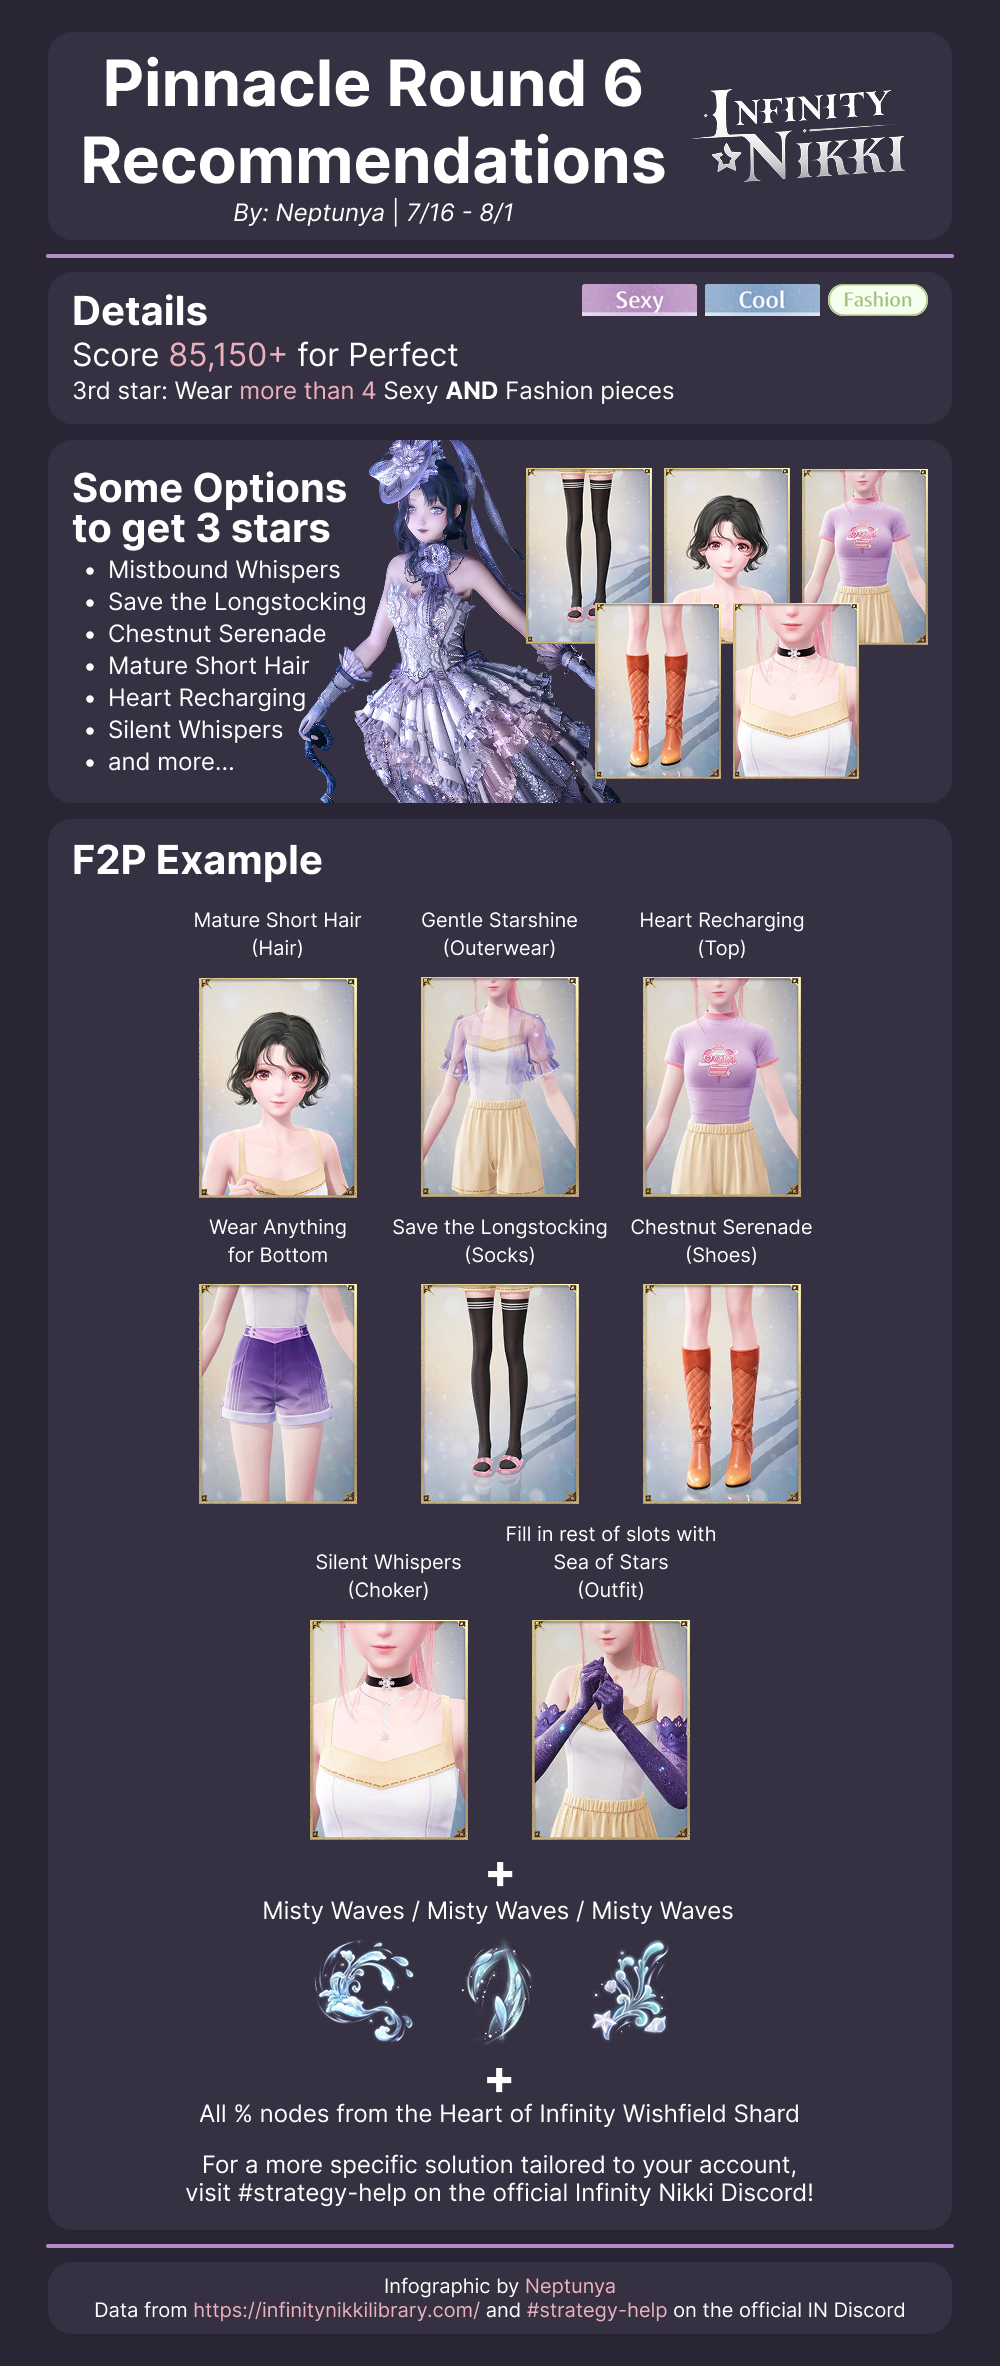 Pinnacle Round 6
Recommendations
By: Neptunya | 7/16 - 8/1
INFINITY
NIKKI
Details
Sexy
Cool
Fashion
Score 85,150+ for Perfect
3rd star: Wear more than 4 Sexy AND Fashion pieces
Some Options
to get 3 stars
• Mistbound Whispers
• Save the Longstocking
• Chestnut Serenade
• Mature Short Hair
• Heart Recharging
• Silent Whispers
• and more...
F2P Example
Mature Short Hair
(Hair)
Gentle Starshine
(Outerwear)
Heart Recharging
(Top)
Wear Anything
for Bottom
Save the Longstocking
(Socks)
Chestnut Serenade
(Shoes)
Silent Whispers
(Choker)
Fill in rest of slots with
Sea of Stars
(Outfit)
+
Misty Waves / Misty Waves / Misty Waves
+
All % nodes from the Heart of Infinity Wishfield Shard
For a more specific solution tailored to your account,
visit #strategy-help on the official Infinity Nikki Discord!
Infographic by Neptunya
Data from https://infinitynikkilibrary.com/ and #strategy-help on the official IN Discord